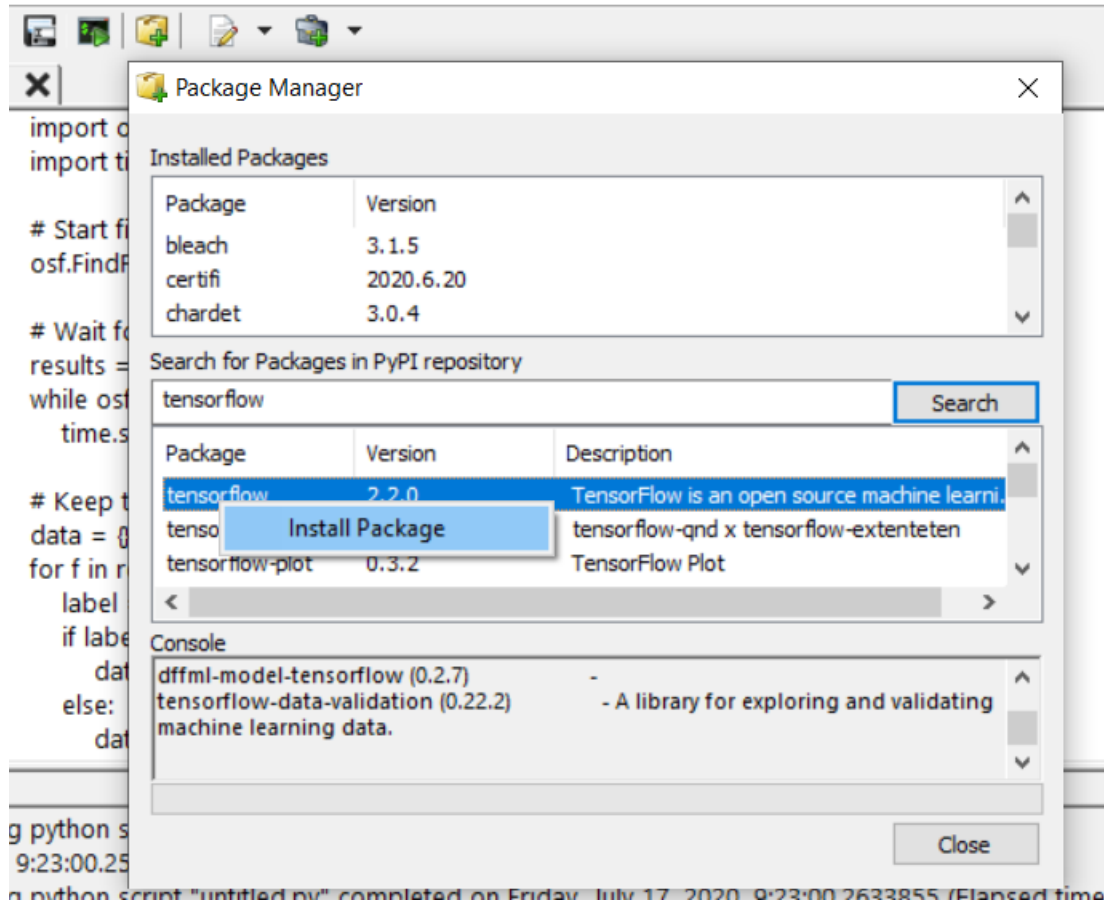 Package Manager
import o
import ti
# Start fi
osf.FindF
# Wait fo
results =
while osf
time.s
# Keep t
data = {}
for f in r
label
if labe
dat
else:
dat
Installed Packages
Package Version
bleach 3.1.5
certifi 2020.6.20
chardet 3.0.4
Search for Packages in PyPI repository
tensorflow Search
Package Version Description
tensorflow 2.2.0 TensorFlow is an open source machine learni...
Install Package
tenso tensorflow-qnd x tensorflow-extenteten
tensorflow-plot 0.3.2 TensorFlow Plot
Console
dffml-model-tensorflow (0.2.7) -
tensorflow-data-validation (0.22.2) - A library for exploring and validating
machine learning data.
Close
g python s
9:23:00.25
g python script "untitled.py" completed on Friday, July 17, 2020, 9:23:00.2633855 (Elapsed time